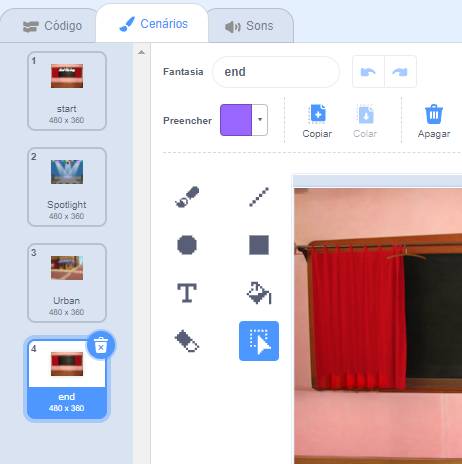 Código
Cenários
Sons
1
start
480 x 360
2
Spotlight
480 x 360
3
Urban
480 x 360
4
end
480 x 360
Fantasia
end
Preencher
Copiar
Colar
Apagar